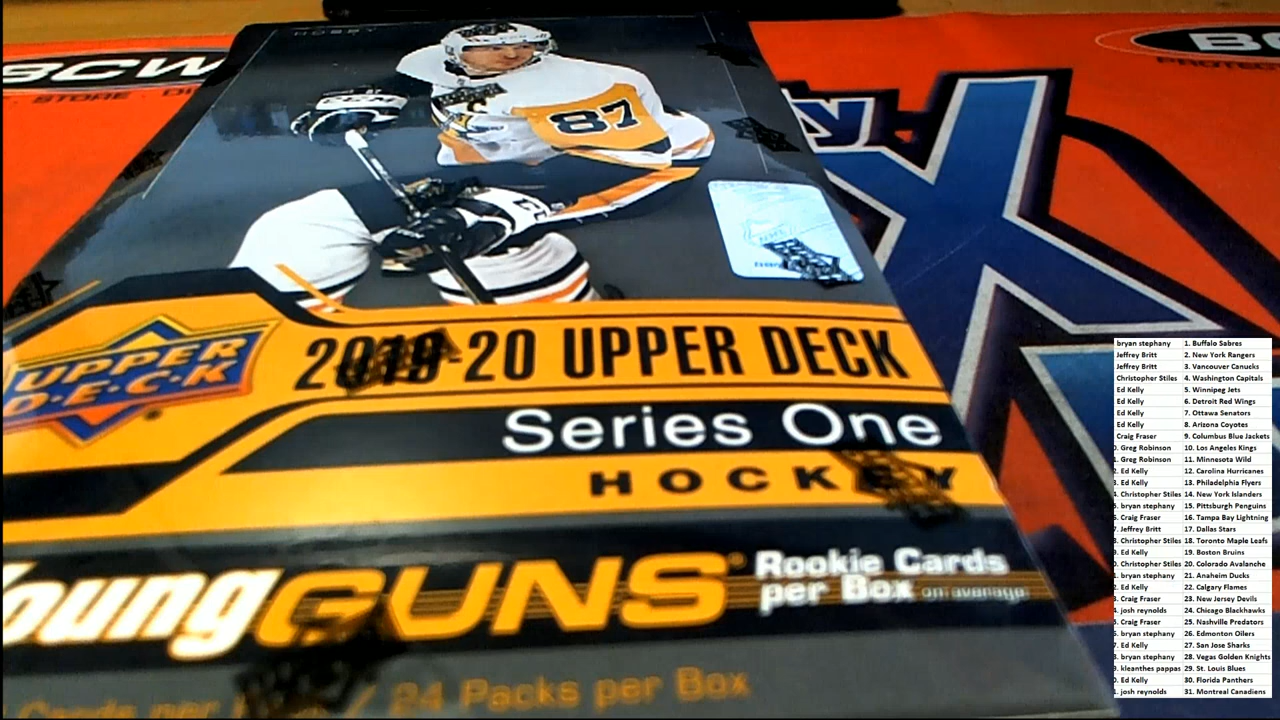 HOBBY
BCW
STORE
87
UPPER DECK
2019-20 UPPER DECK
Series One
HOCKEY
Young GUNS
Rookie Cards
per Box on average
Cards per / Packs per Box
bryan stephany 1. Buffalo Sabres
Jeffrey Britt 2. New York Rangers
Jeffrey Britt 3. Vancouver Canucks
Christopher Stiles 4. Washington Capitals
Ed Kelly 5. Winnipeg Jets
Ed Kelly 6. Detroit Red Wings
Ed Kelly 7. Ottawa Senators
Ed Kelly 8. Arizona Coyotes
Craig Fraser 9. Columbus Blue Jackets
Greg Robinson 10. Los Angeles Kings
Greg Robinson 11. Minnesota Wild
Ed Kelly 12. Carolina Hurricanes
Ed Kelly 13. Philadelphia Flyers
Christopher Stiles 14. New York Islanders
bryan stephany 15. Pittsburgh Penguins
Craig Fraser 16. Tampa Bay Lightning
Jeffrey Britt 17. Dallas Stars
Christopher Stiles 18. Toronto Maple Leafs
Ed Kelly 19. Boston Bruins
Christopher Stiles 20. Colorado Avalanche
bryan stephany 21. Anaheim Ducks
Ed Kelly 22. Calgary Flames
Craig Fraser 23. New Jersey Devils
josh reynolds 24. Chicago Blackhawks
Craig Fraser 25. Nashville Predators
bryan stephany 26. Edmonton Oilers
Ed Kelly 27. San Jose Sharks
bryan stephany 28. Vegas Golden Knights
kleanthes pappas 29. St. Louis Blues
Ed Kelly 30. Florida Panthers
josh reynolds 31. Montreal Canadiens